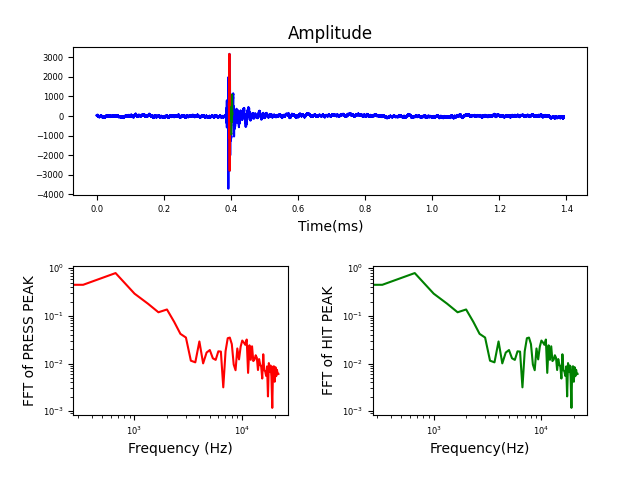 Amplitude
3000
2000
1000
0
−1000
−2000
−3000
−4000
0.0 0.2 0.4 0.6 0.8 1.0 1.2 1.4
Time(ms)
FFT of PRESS PEAK
10⁰
10⁻¹
10⁻²
10⁻³
10³ 10⁴
Frequency (Hz)
FFT of HIT PEAK
10⁰
10⁻¹
10⁻²
10⁻³
10³ 10⁴
Frequency(Hz)